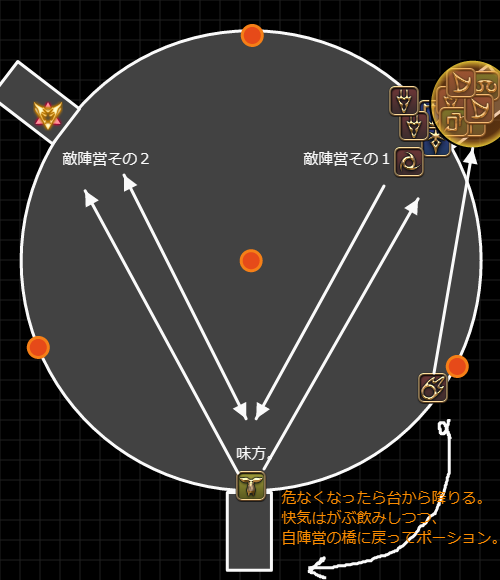 敵陣営その２
敵陣営その１
味方
危なくなったら台から降りる。
快気はがぶ飲みしつつ、
自陣営の橋に戻ってポーション。